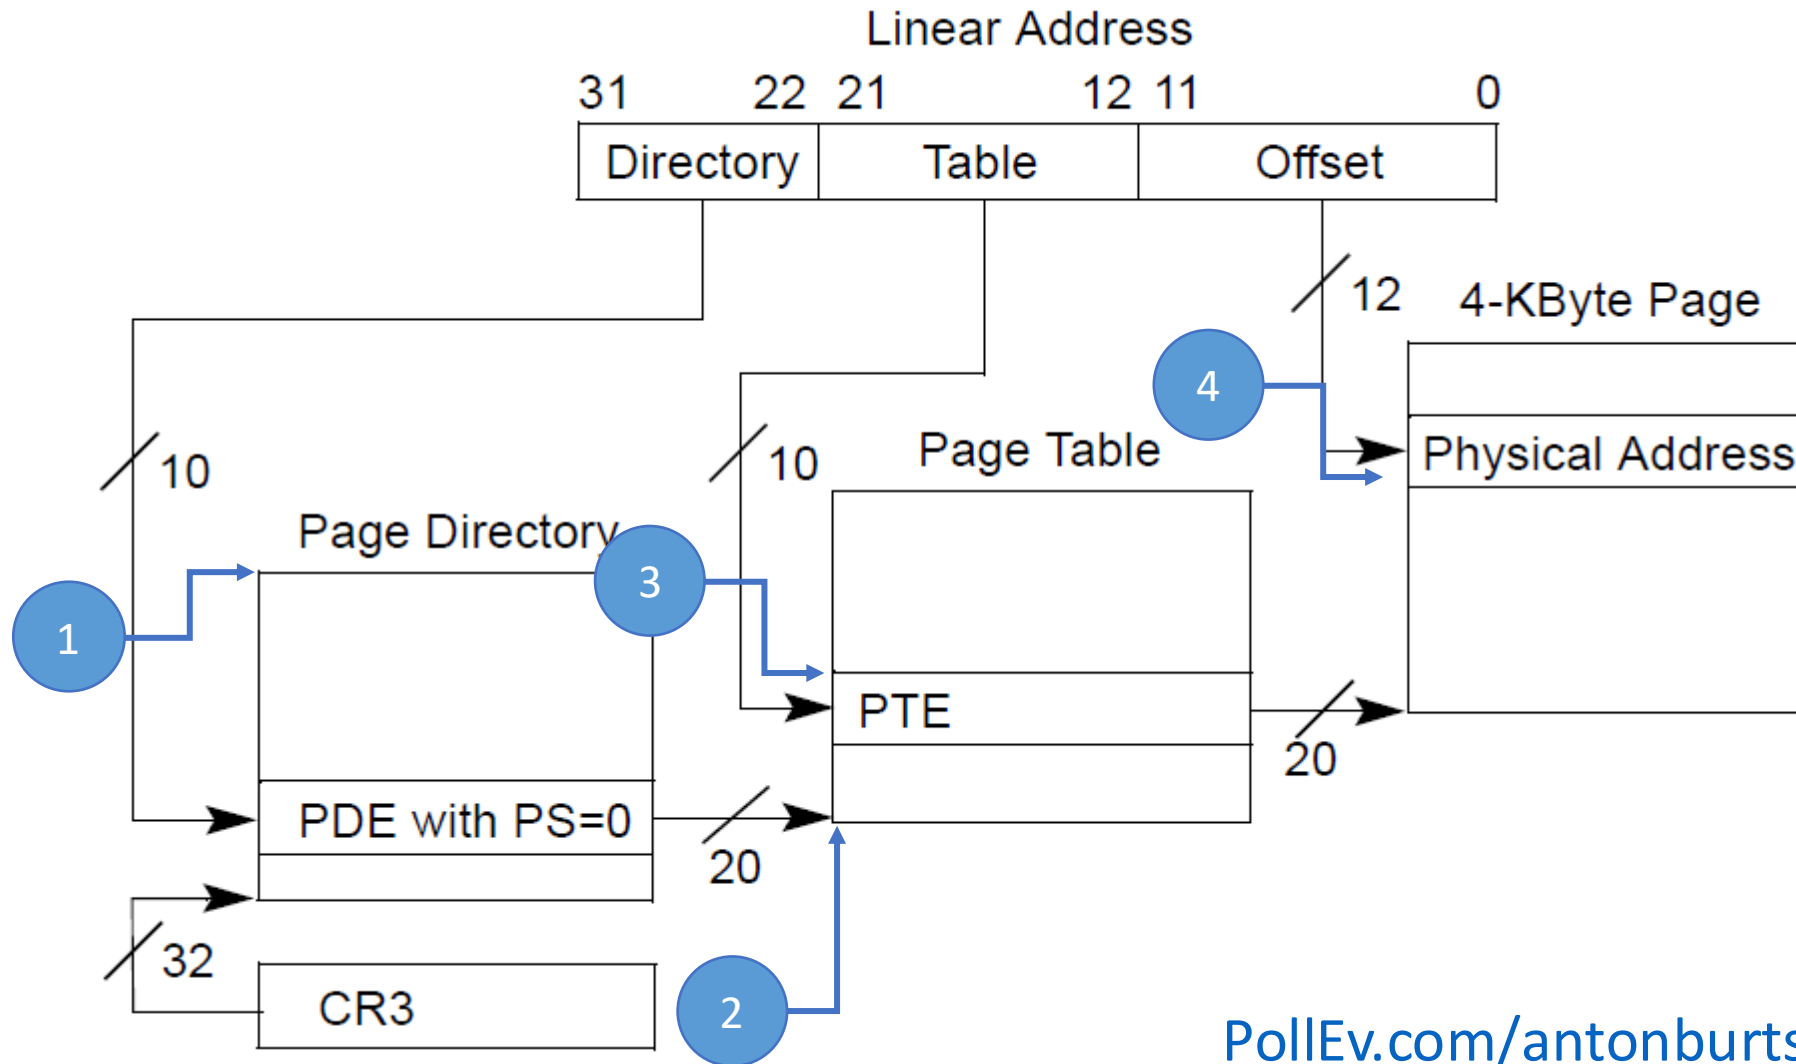 Linear Address
31 22 21 12 11 0
Directory Table Offset
12
4-KByte Page
4
10
Page Table
10
Physical Address
Page Directory
3
1
PTE
20
PDE with PS=0
20
32
CR3
2
PollEv.com/antonburts